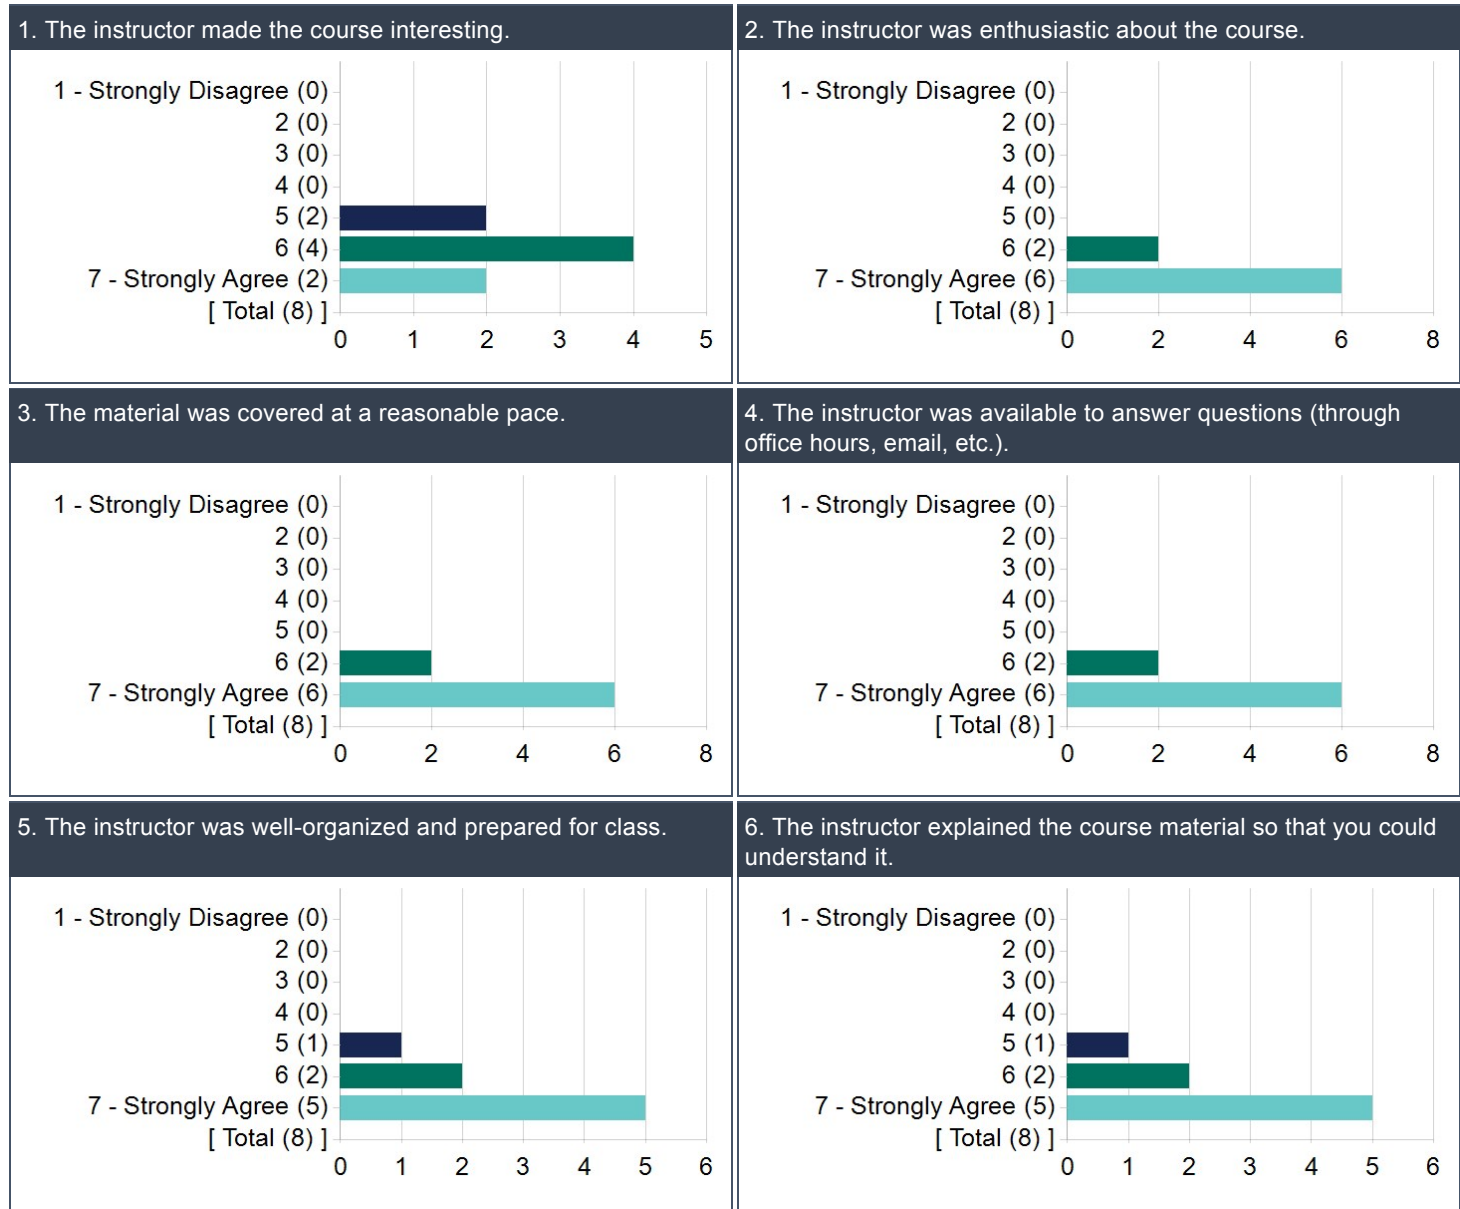 1. The instructor made the course interesting.
1 - Strongly Disagree (0)
2 (0)
3 (0)
4 (0)
5 (2)
6 (4)
7 - Strongly Agree (2)
[ Total (8) ]
0 1 2 3 4 5
2. The instructor was enthusiastic about the course.
1 - Strongly Disagree (0)
2 (0)
3 (0)
4 (0)
5 (0)
6 (2)
7 - Strongly Agree (6)
[ Total (8) ]
0 2 4 6 8
3. The material was covered at a reasonable pace.
1 - Strongly Disagree (0)
2 (0)
3 (0)
4 (0)
5 (0)
6 (2)
7 - Strongly Agree (6)
[ Total (8) ]
0 2 4 6 8
4. The instructor was available to answer questions (through
office hours, email, etc.).
1 - Strongly Disagree (0)
2 (0)
3 (0)
4 (0)
5 (0)
6 (2)
7 - Strongly Agree (6)
[ Total (8) ]
0 2 4 6 8
5. The instructor was well-organized and prepared for class.
1 - Strongly Disagree (0)
2 (0)
3 (0)
4 (0)
5 (1)
6 (2)
7 - Strongly Agree (5)
[ Total (8) ]
0 1 2 3 4 5 6
6. The instructor explained the course material so that you could
understand it.
1 - Strongly Disagree (0)
2 (0)
3 (0)
4 (0)
5 (1)
6 (2)
7 - Strongly Agree (5)
[ Total (8) ]
0 1 2 3 4 5 6